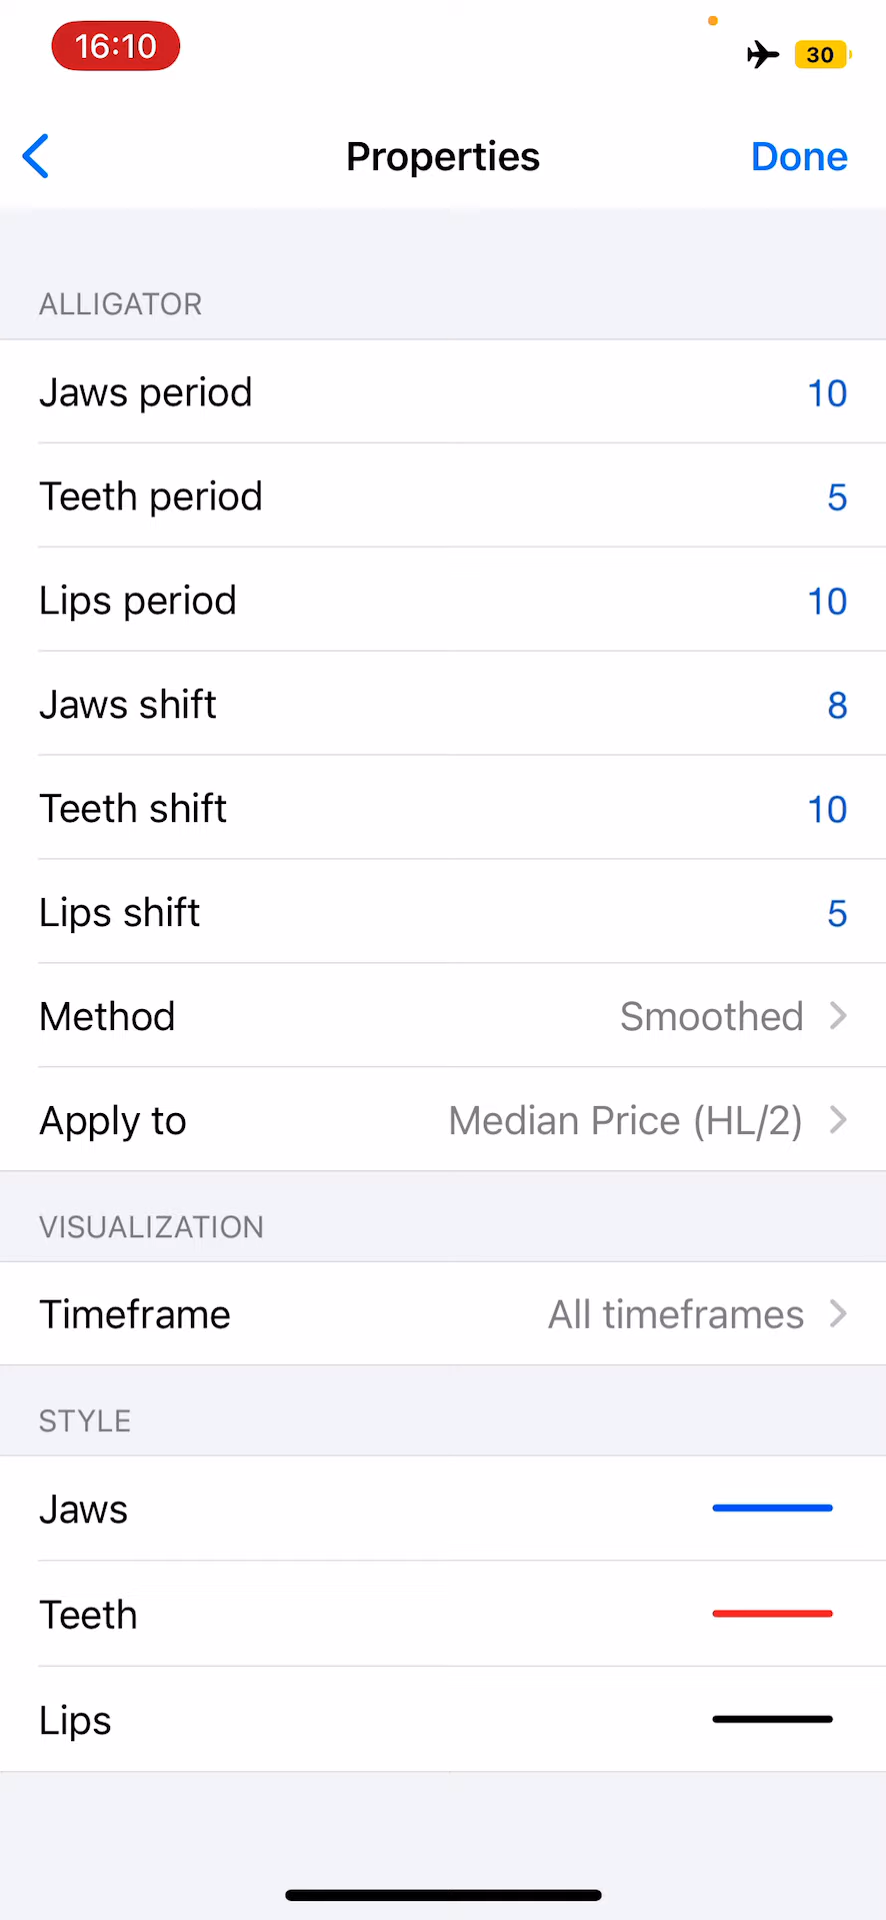 16:10
30
Properties
Done
ALLIGATOR
Jaws period 10
Teeth period 5
Lips period 10
Jaws shift 8
Teeth shift 10
Lips shift 5
Method Smoothed
Apply to Median Price (HL/2)
VISUALIZATION
Timeframe All timeframes
STYLE
Jaws
Teeth
Lips